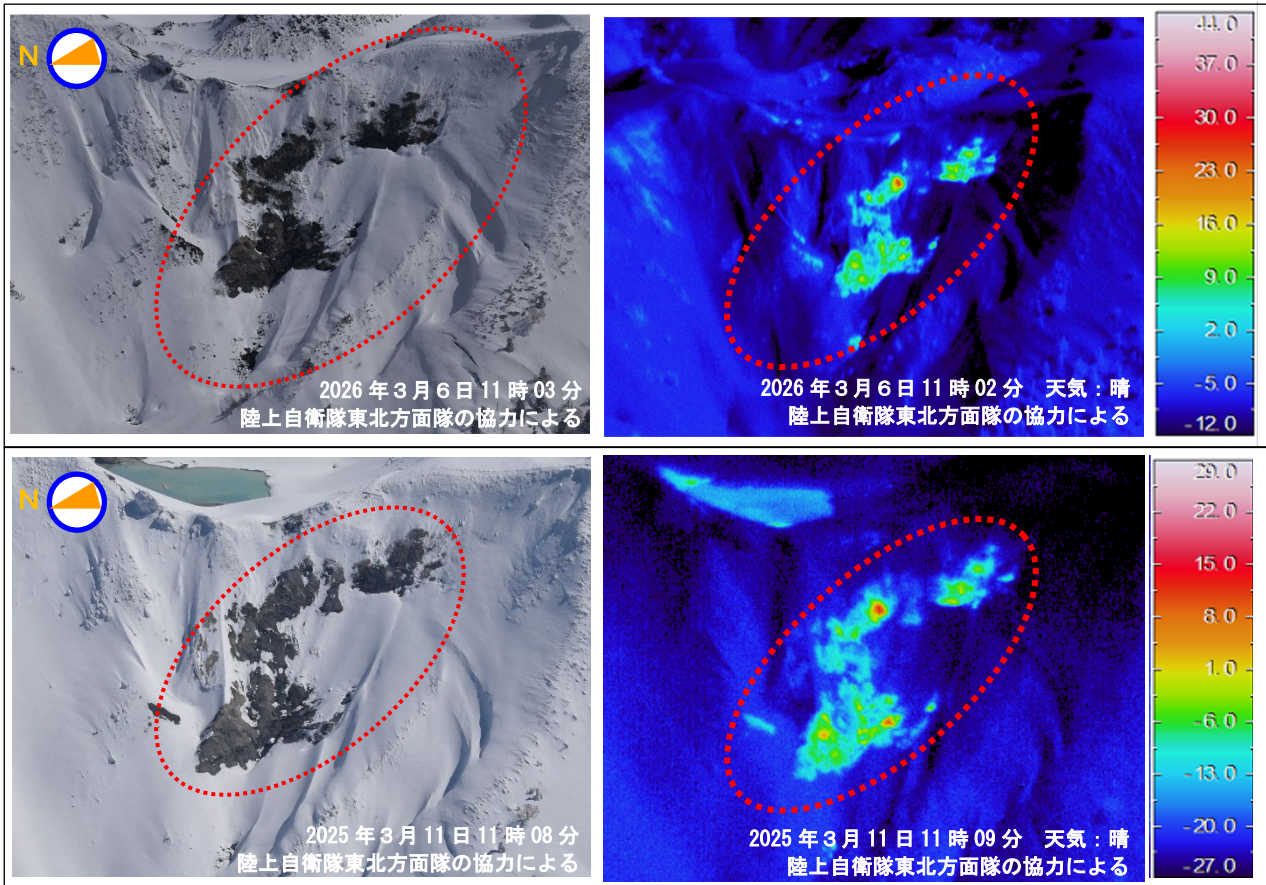 N
2026年3月6日11時03分
陸上自衛隊東北方面隊の協力による
2026年3月6日11時02分　天気：晴
陸上自衛隊東北方面隊の協力による
44.0
37.0
30.0
23.0
16.0
9.0
2.0
-5.0
-12.0
N
2025年3月11日11時08分
陸上自衛隊東北方面隊の協力による
2025年3月11日11時09分　天気：晴
陸上自衛隊東北方面隊の協力による
29.0
22.0
15.0
8.0
1.0
-6.0
-13.0
-20.0
-27.0